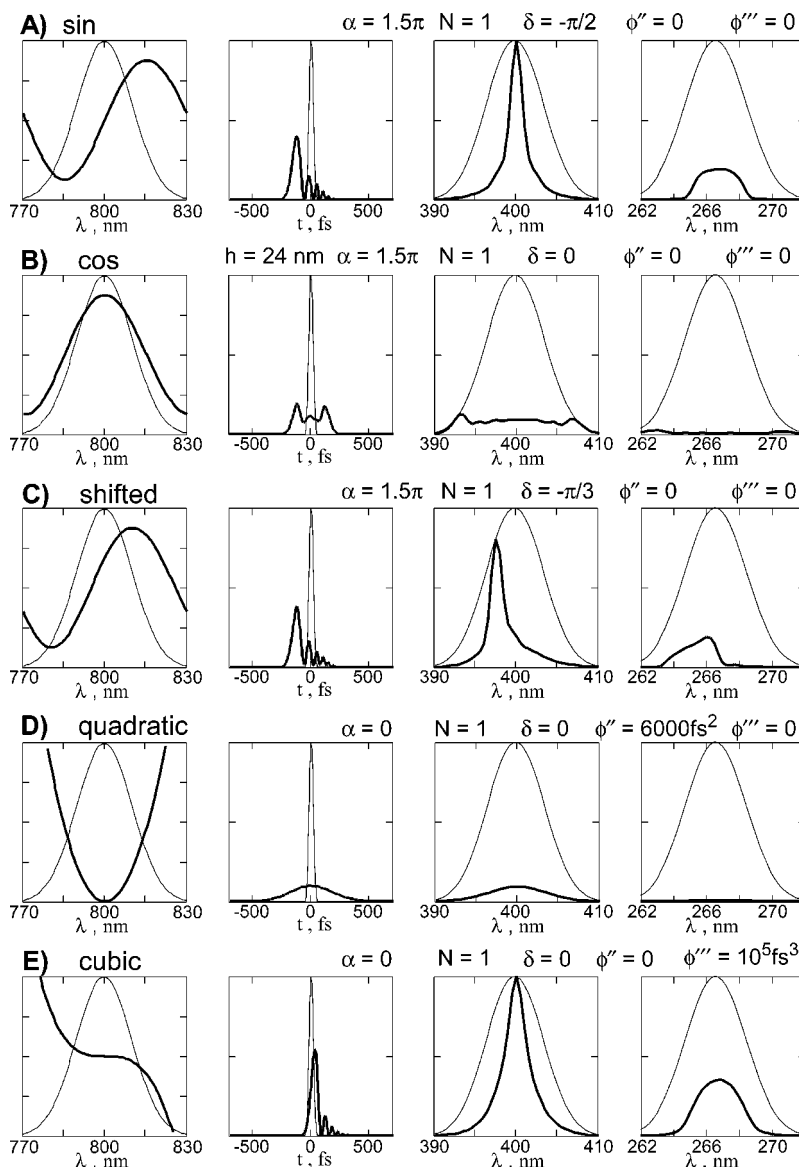 A) sin α = 1.5π N = 1 δ = -π/2 ϕ″ = 0 ϕ‴ = 0
770 800 830 -500 0 500 390 400 410 262 266 270
λ , nm t , fs λ , nm λ , nm
B) cos h = 24 nm α = 1.5π N = 1 δ = 0 ϕ″ = 0 ϕ‴ = 0
770 800 830 -500 0 500 390 400 410 262 266 270
λ , nm t , fs λ , nm λ , nm
C) shifted α = 1.5π N = 1 δ = -π/3 ϕ″ = 0 ϕ‴ = 0
770 800 830 -500 0 500 390 400 410 262 266 270
λ , nm t , fs λ , nm λ , nm
D) quadratic α = 0 N = 1 δ = 0 ϕ″ = 6000fs² ϕ‴ = 0
770 800 830 -500 0 500 390 400 410 262 266 270
λ , nm t , fs λ , nm λ , nm
E) cubic α = 0 N = 1 δ = 0 ϕ″ = 0 ϕ‴ = 10⁵fs³
770 800 830 -500 0 500 390 400 410 262 266 270
λ , nm t , fs λ , nm λ , nm